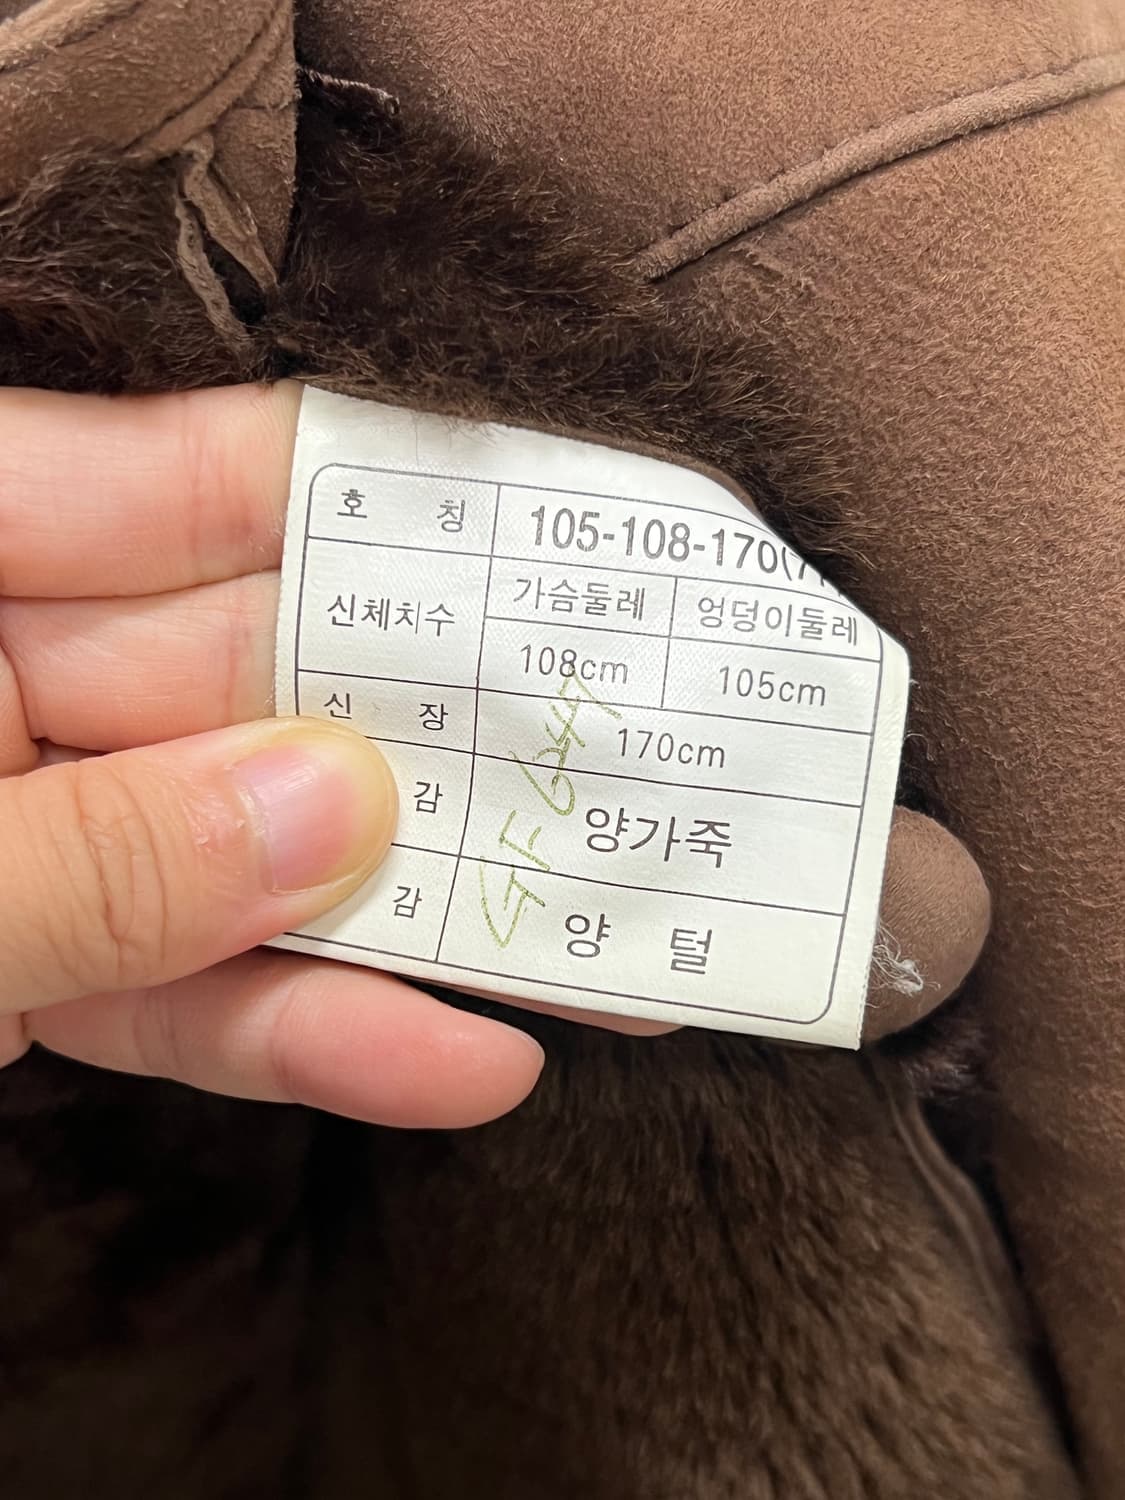 호 칭 105-108-170(7
신체치수 가슴둘레 엉덩이둘레
108cm 105cm
신 장 170cm
감 양가죽
감 양 털